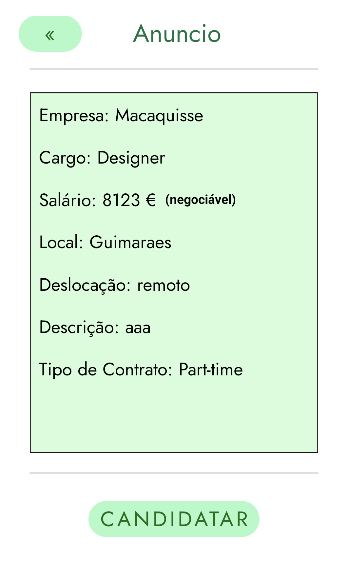 «
Anuncio
Empresa: Macaquisse
Cargo: Designer
Salário: 8123 € (negociável)
Local: Guimaraes
Deslocação: remoto
Descrição: aaa
Tipo de Contrato: Part-time
CANDIDATAR